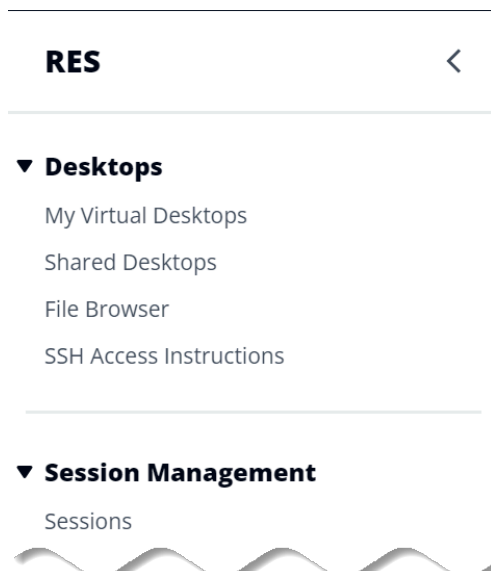 RES
Desktops
My Virtual Desktops
Shared Desktops
File Browser
SSH Access Instructions
Session Management
Sessions